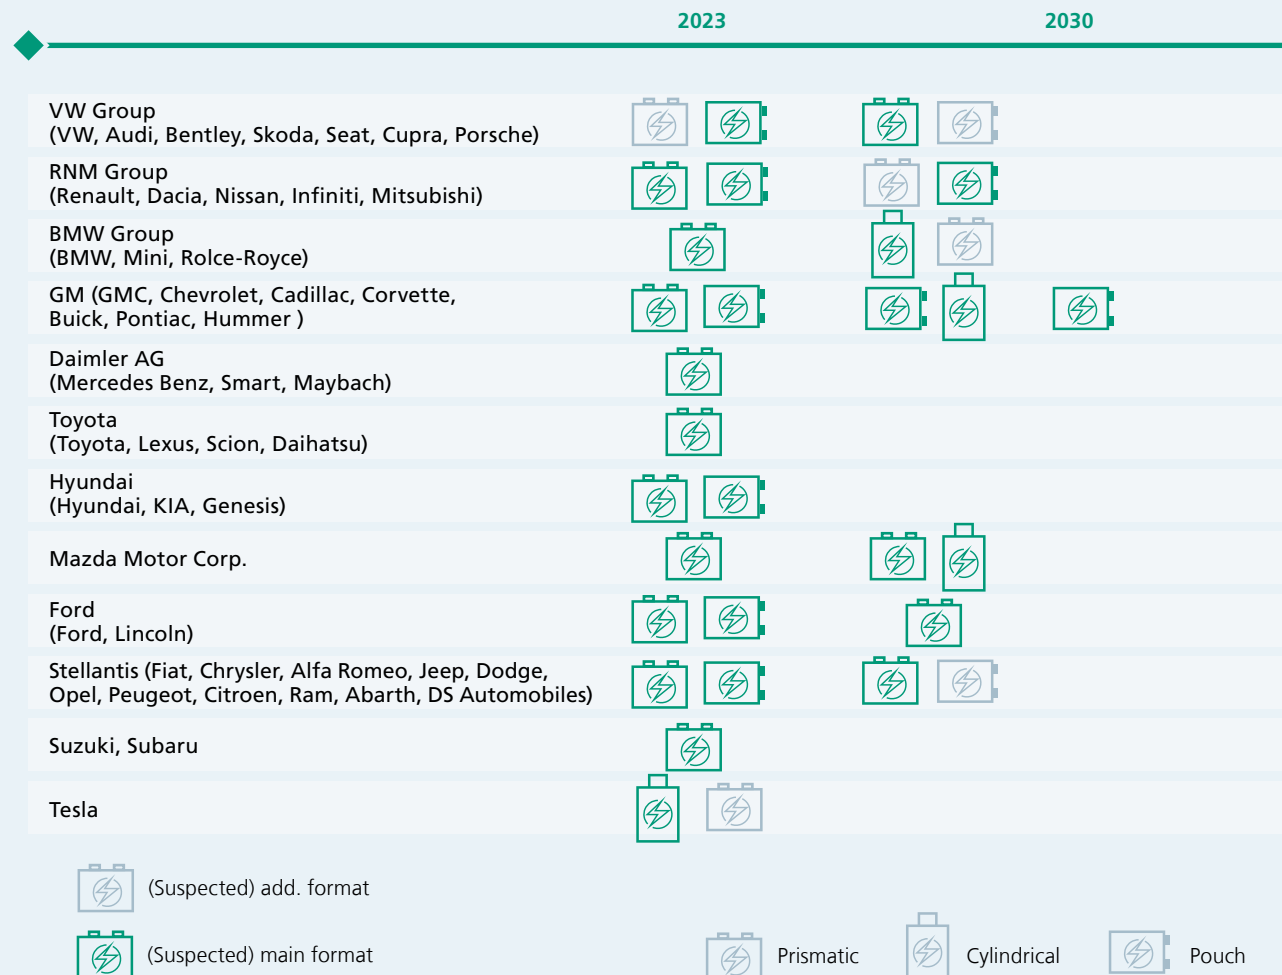 2023 2030
VW Group
(VW, Audi, Bentley, Skoda, Seat, Cupra, Porsche)
RNM Group
(Renault, Dacia, Nissan, Infiniti, Mitsubishi)
BMW Group
(BMW, Mini, Rolce-Royce)
GM (GMC, Chevrolet, Cadillac, Corvette,
Buick, Pontiac, Hummer )
Daimler AG
(Mercedes Benz, Smart, Maybach)
Toyota
(Toyota, Lexus, Scion, Daihatsu)
Hyundai
(Hyundai, KIA, Genesis)
Mazda Motor Corp.
Ford
(Ford, Lincoln)
Stellantis (Fiat, Chrysler, Alfa Romeo, Jeep, Dodge,
Opel, Peugeot, Citroen, Ram, Abarth, DS Automobiles)
Suzuki, Subaru
Tesla
(Suspected) add. format
(Suspected) main format
Prismatic Cylindrical Pouch